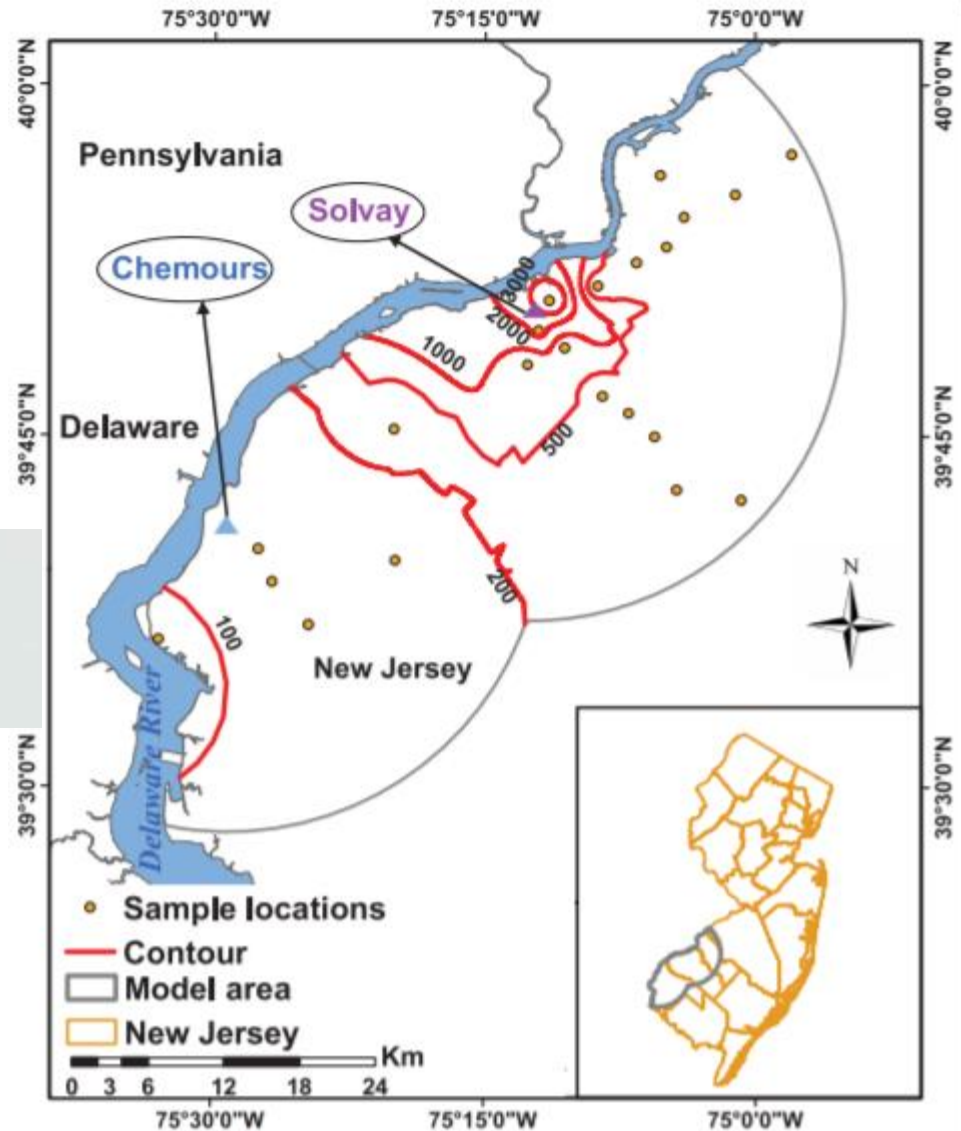 75°30'0"W 75°15'0"W 75°0'0"W
40°0'0"N
40°0'0"N
Pennsylvania
Solvay
Chemours
3000
2000
1000
Delaware
39°45'0"N
39°45'0"N
500
200
N
100
New Jersey
Delaware River
39°30'0"N
39°30'0"N
Sample locations
Contour
Model area
New Jersey
Km
0 3 6 12 18 24
75°30'0"W 75°15'0"W 75°0'0"W